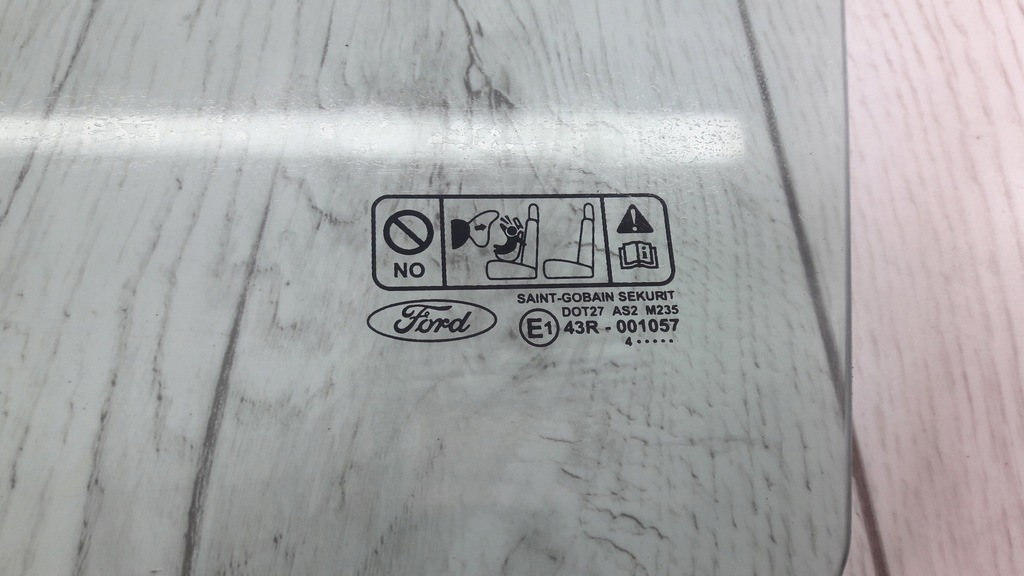 NO
Ford
SAINT-GOBAIN SEKURIT
DOT27 AS2 M235
E1 43R - 001057
4 •••••